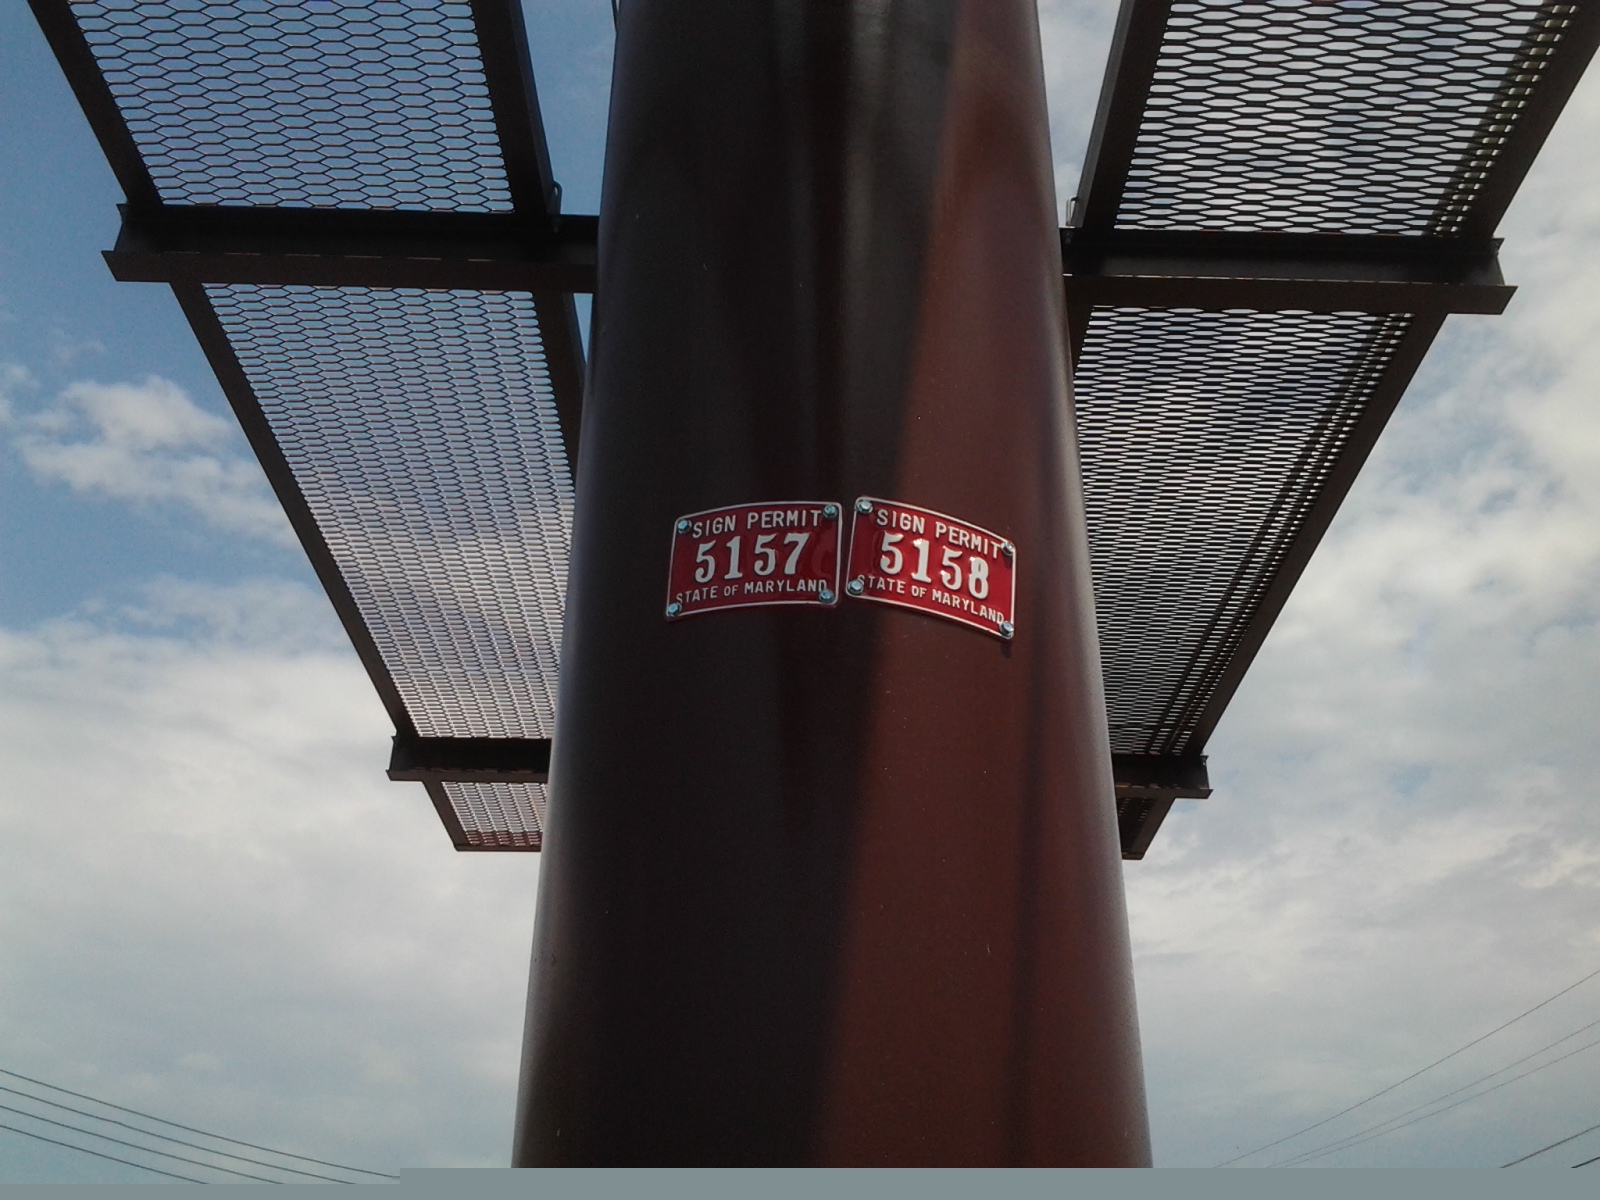 SIGN PERMIT
5157
STATE OF MARYLAND
SIGN PERMIT
5158
STATE OF MARYLAND